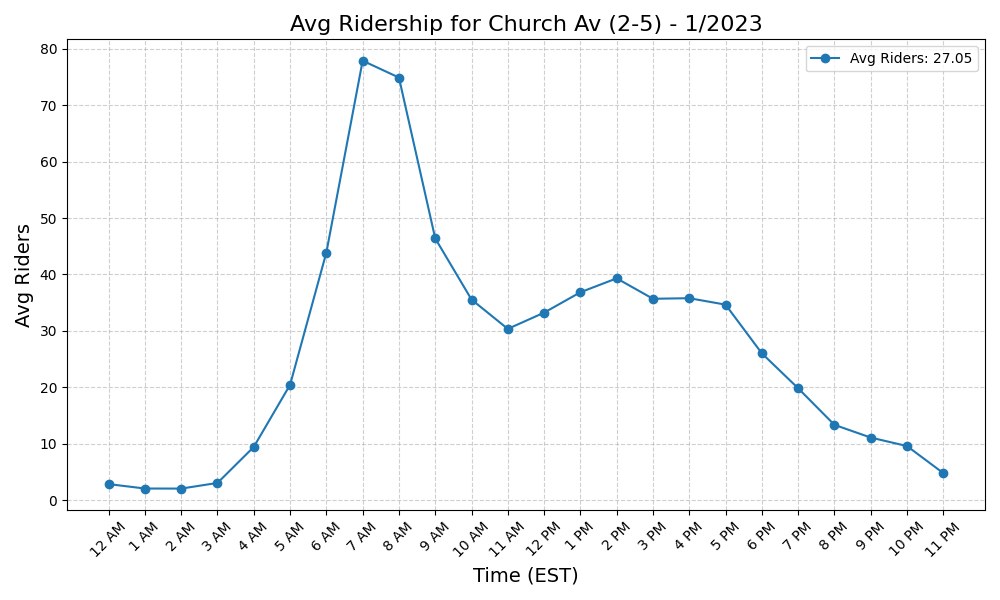 Avg Ridership for Church Av (2-5) - 1/2023
Avg Riders: 27.05
Avg Riders
80
70
60
50
40
30
20
10
0
12 AM
1 AM
2 AM
3 AM
4 AM
5 AM
6 AM
7 AM
8 AM
9 AM
10 AM
11 AM
12 PM
1 PM
2 PM
3 PM
4 PM
5 PM
6 PM
7 PM
8 PM
9 PM
10 PM
11 PM
Time (EST)